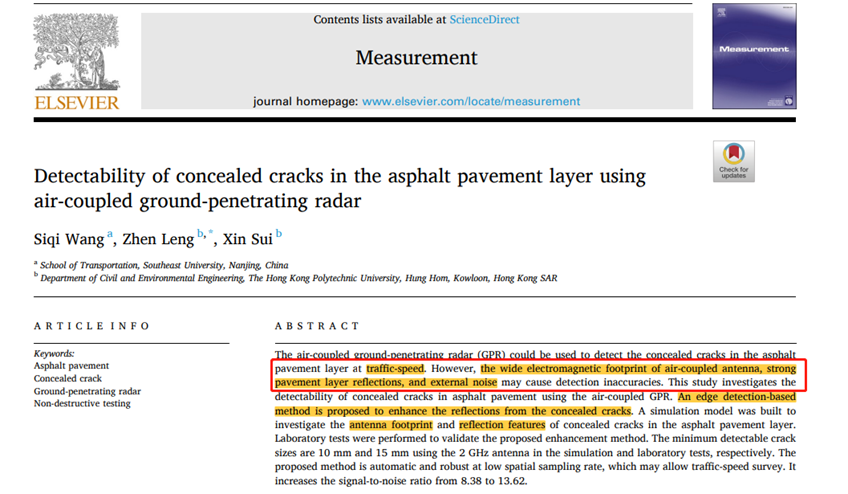 Contents lists available at ScienceDirect
Measurement
Measurement
ELSEVIER
journal homepage: www.elsevier.com/locate/measurement
Check for
updates
Detectability of concealed cracks in the asphalt pavement layer using
air-coupled ground-penetrating radar
Siqi Wang a, Zhen Leng b,*, Xin Sui b
a School of Transportation, Southeast University, Nanjing, China
b Department of Civil and Environmental Engineering, The Hong Kong Polytechnic University, Hung Hom, Kowloon, Hong Kong SAR
ARTICLE INFO
Keywords:
Asphalt pavement
Concealed crack
Ground-penetrating radar
Non-destructive testing
ABSTRACT
The air-coupled ground-penetrating radar (GPR) could be used to detect the concealed cracks in the asphalt
pavement layer at traffic-speed. However, the wide electromagnetic footprint of air-coupled antenna, strong
pavement layer reflections, and external noise may cause detection inaccuracies. This study investigates the
detectability of concealed cracks in asphalt pavement using the air-coupled GPR. An edge detection-based
method is proposed to enhance the reflections from the concealed cracks. A simulation model was built to
investigate the antenna footprint and reflection features of concealed cracks in the asphalt pavement layer.
Laboratory tests were performed to validate the proposed enhancement method. The minimum detectable crack
sizes are 10 mm and 15 mm using the 2 GHz antenna in the simulation and laboratory tests, respectively. The
proposed method is automatic and robust at low spatial sampling rate, which may allow traffic-speed survey. It
increases the signal-to-noise ratio from 8.38 to 13.62.